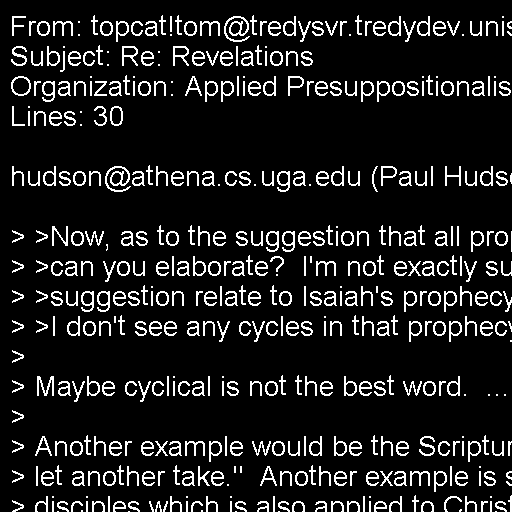 From: topcat!tom@tredysvr.tredydev.unis
Subject: Re: Revelations
Organization: Applied Presuppositionalis
Lines: 30

hudson@athena.cs.uga.edu (Paul Huds

> >Now, as to the suggestion that all pro
> >can you elaborate?  I'm not exactly su
> >suggestion relate to Isaiah's prophecy
> >I don't see any cycles in that prophecy
>
> Maybe cyclical is not the best word.  ...
>
> Another example would be the Scriptur
> let another take."  Another example is s
> disciples which is also applied to Christ